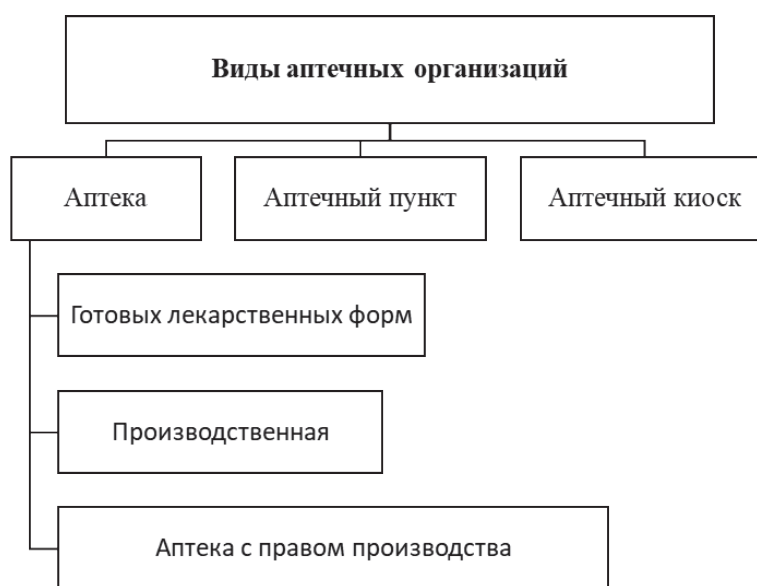 Виды аптечных организаций
Аптека
Аптечный пункт
Аптечный киоск
Готовых лекарственных форм
Производственная
Аптека с правом производства